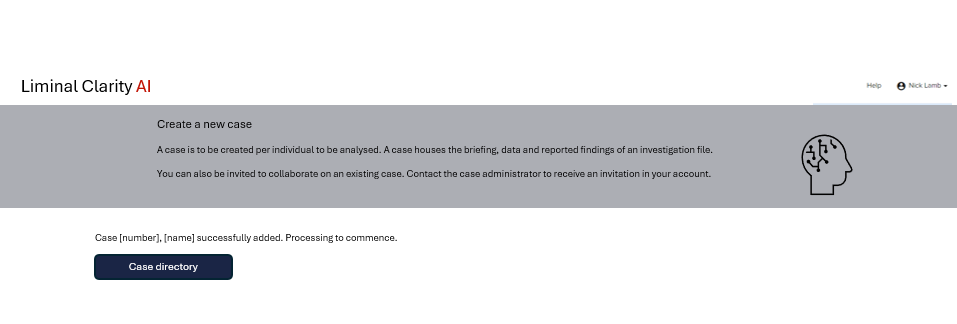 Liminal Clarity AI
Help
Nick Lamb
Create a new case
A case is to be created per individual to be analysed. A case houses the briefing, data and reported findings of an investigation file.
You can also be invited to collaborate on an existing case. Contact the case administrator to receive an invitation in your account.
Case [number], [name] successfully added. Processing to commence.
Case directory